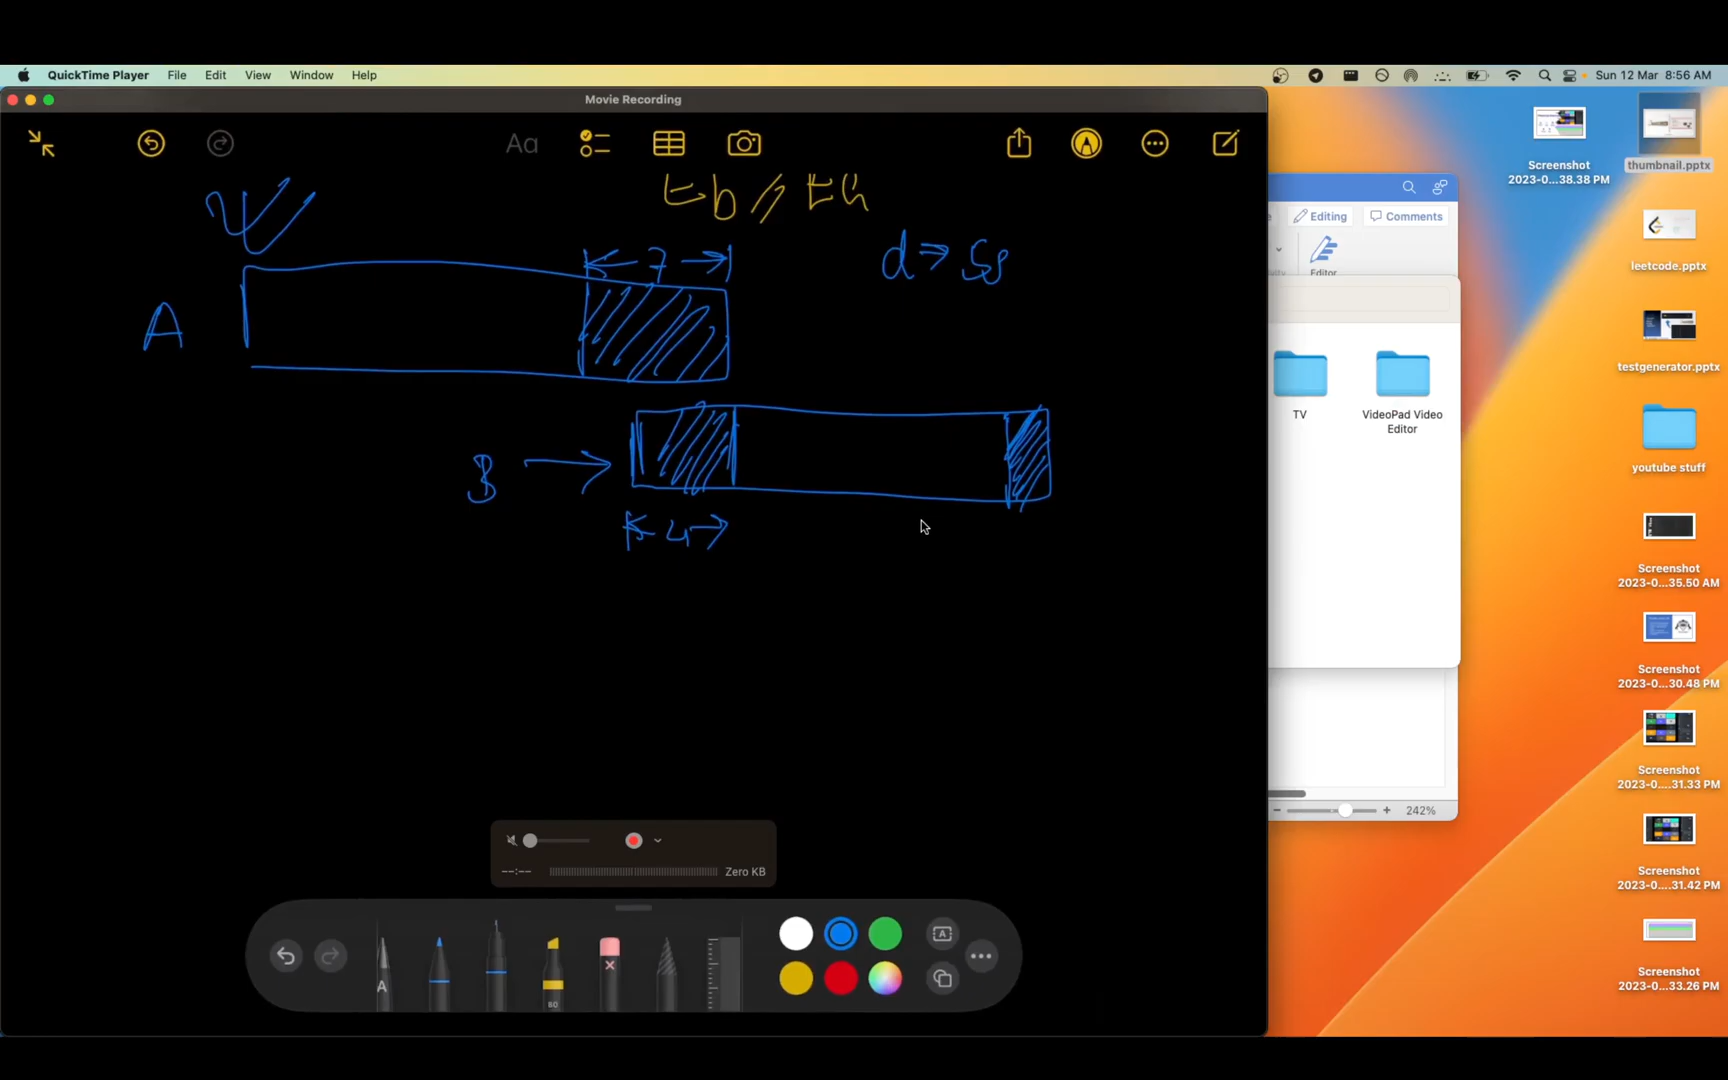 QuickTime Player File Edit View Window Help
Sun 12 Mar 8:56 AM
Movie Recording
Aa
7
d → 5s
A
B →
4
Zero KB
--:--
80
A
Editing
Comments
Editor
TV
VideoPad Video
Editor
242%
Screenshot
2023-0...38.38 PM
thumbnail.pptx
leetcode.pptx
testgenerator.pptx
youtube stuff
Screenshot
2023-0...35.50 AM
Screenshot
2023-0...30.48 PM
Screenshot
2023-0....31.33 PM
Screenshot
2023-0....31.42 PM
Screenshot
2023-0...33.26 PM